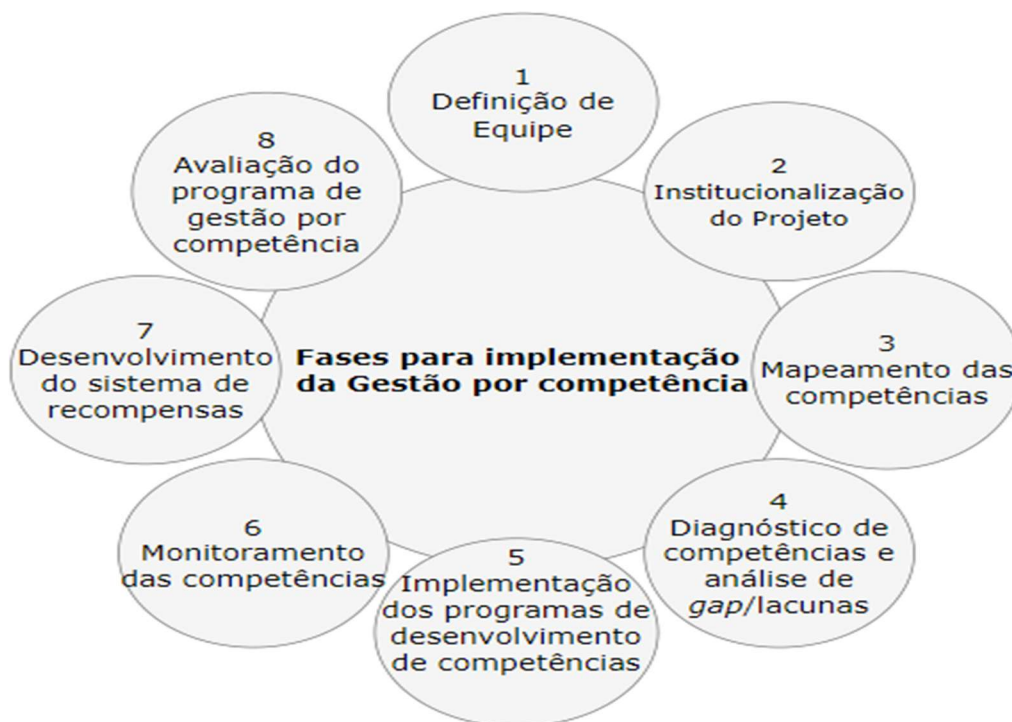 1
Definição de
Equipe
2
Institucionalização
do Projeto
3
Mapeamento das
competências
4
Diagnóstico de
competências e
análise de
gap/lacunas
5
Implementação
dos programas de
desenvolvimento
de competências
6
Monitoramento
das competências
7
Desenvolvimento
do sistema de
recompensas
8
Avaliação do
programa de
gestão por
competência
Fases para implementação
da Gestão por competência